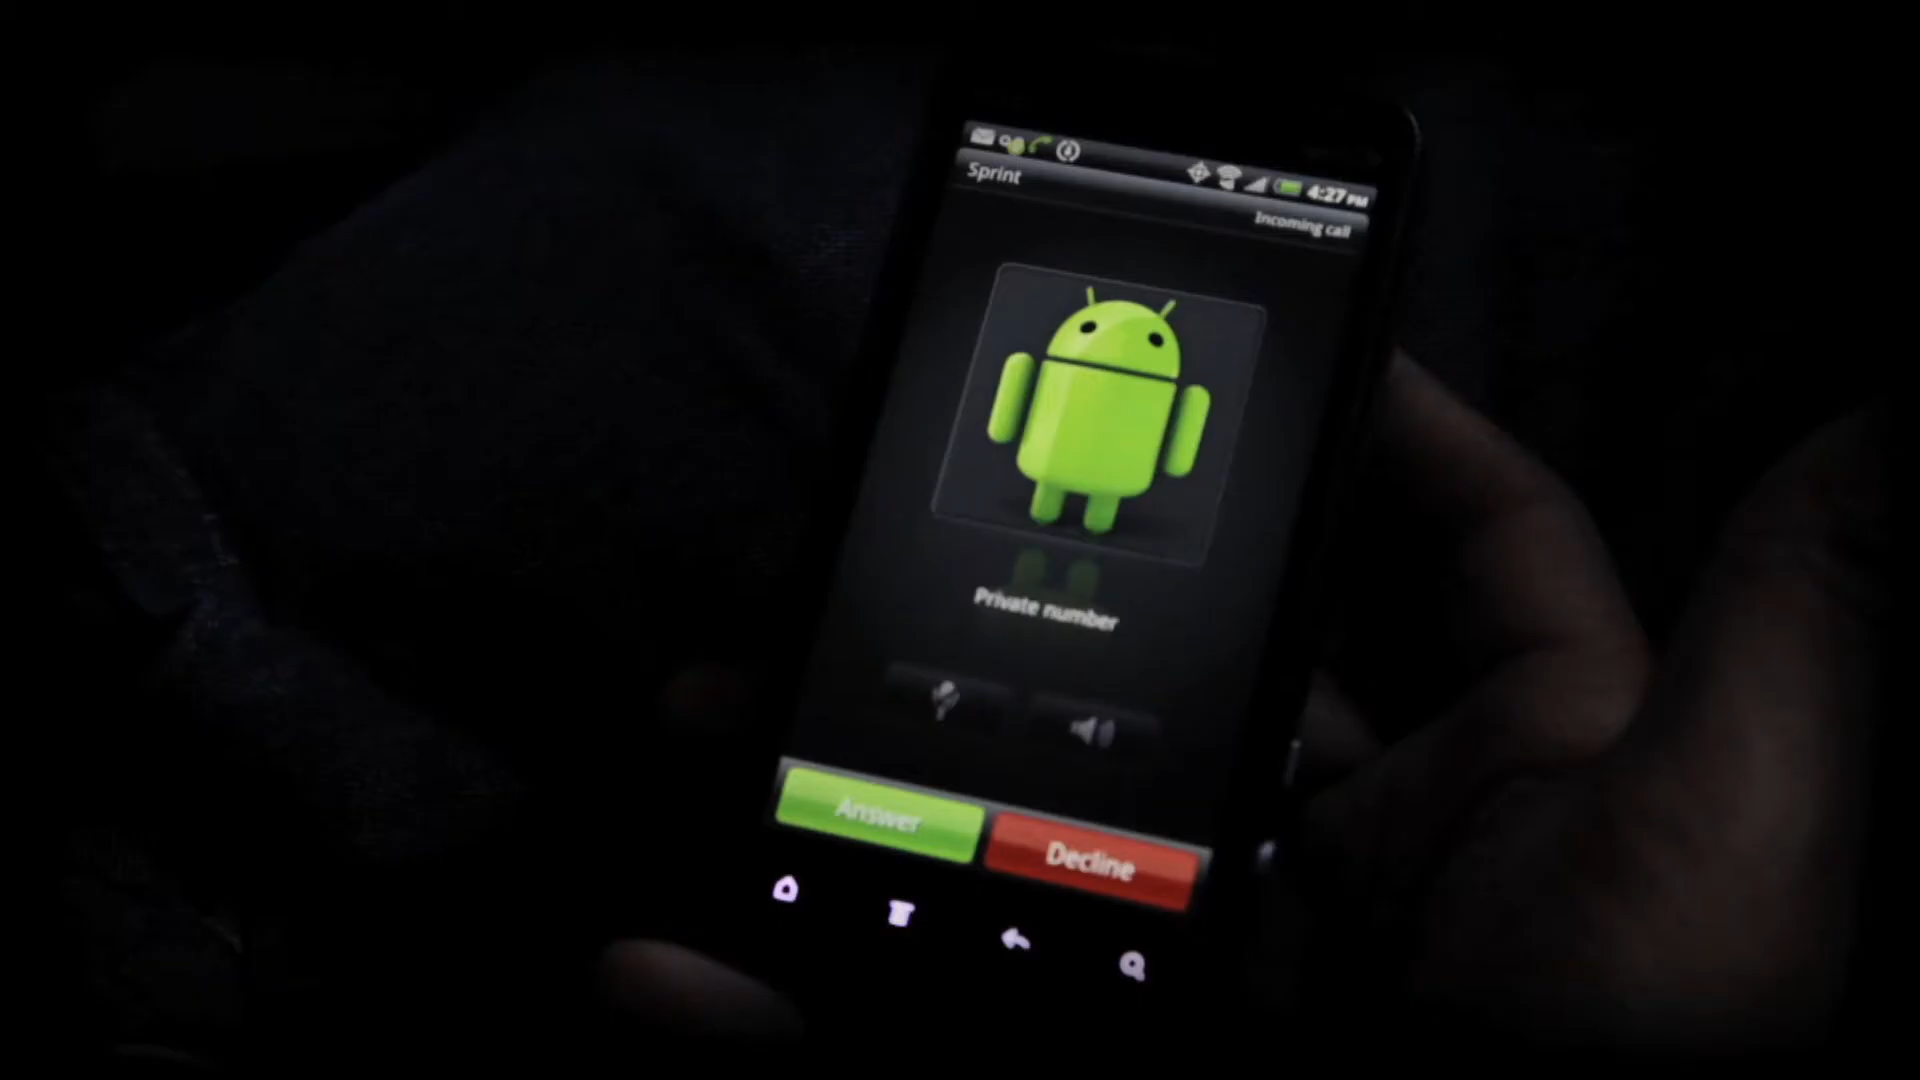 4:27 PM
Sprint
Incoming call
Private number
Answer
Decline